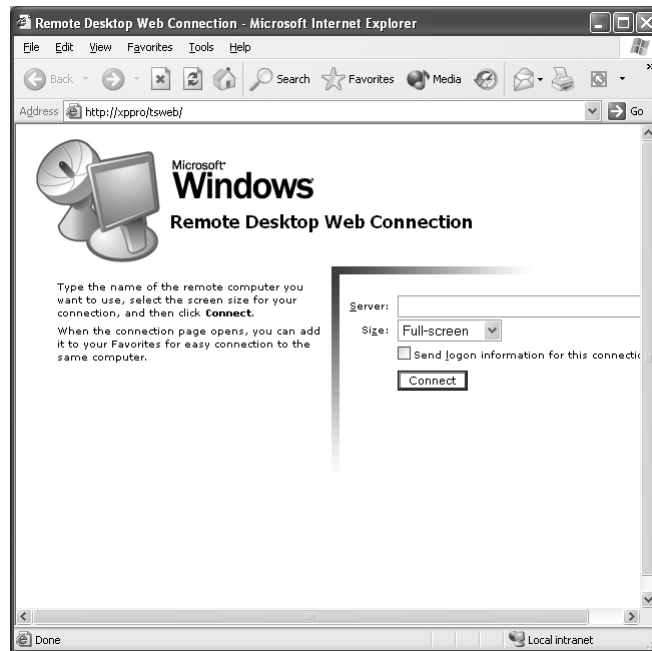 Remote Desktop Web Connection - Microsoft Internet Explorer
File Edit View Favorites Tools Help
Back Search Favorites Media »
Address http://xppro/tsweb/ Go
Microsoft®
Windows
Remote Desktop Web Connection
Type the name of the remote computer you
want to use, select the screen size for your
connection, and then click Connect.
When the connection page opens, you can add
it to your Favorites for easy connection to the
same computer.
Server:
Size: Full-screen
Send logon information for this connectio
Connect
Done Local intranet